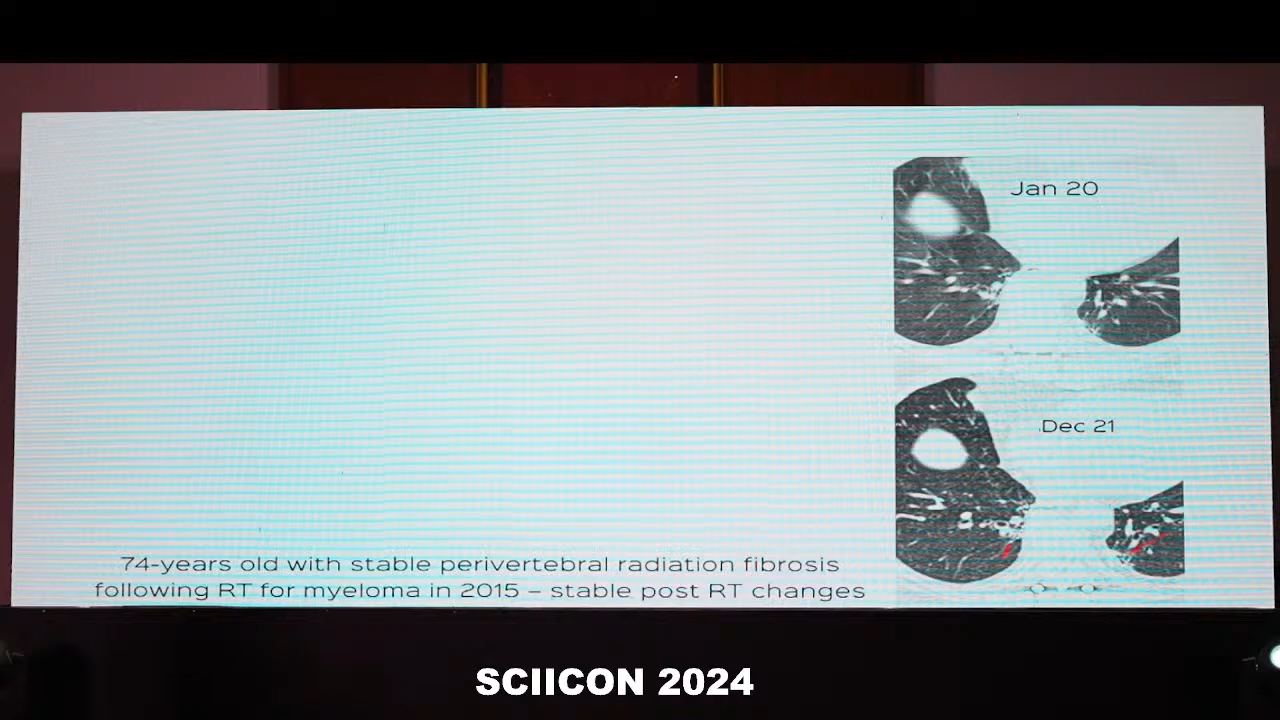 Jan 20
Dec 21
74-years old with stable perivertebral radiation fibrosis
following RT for myeloma in 2015 – stable post RT changes
SCIICON 2024